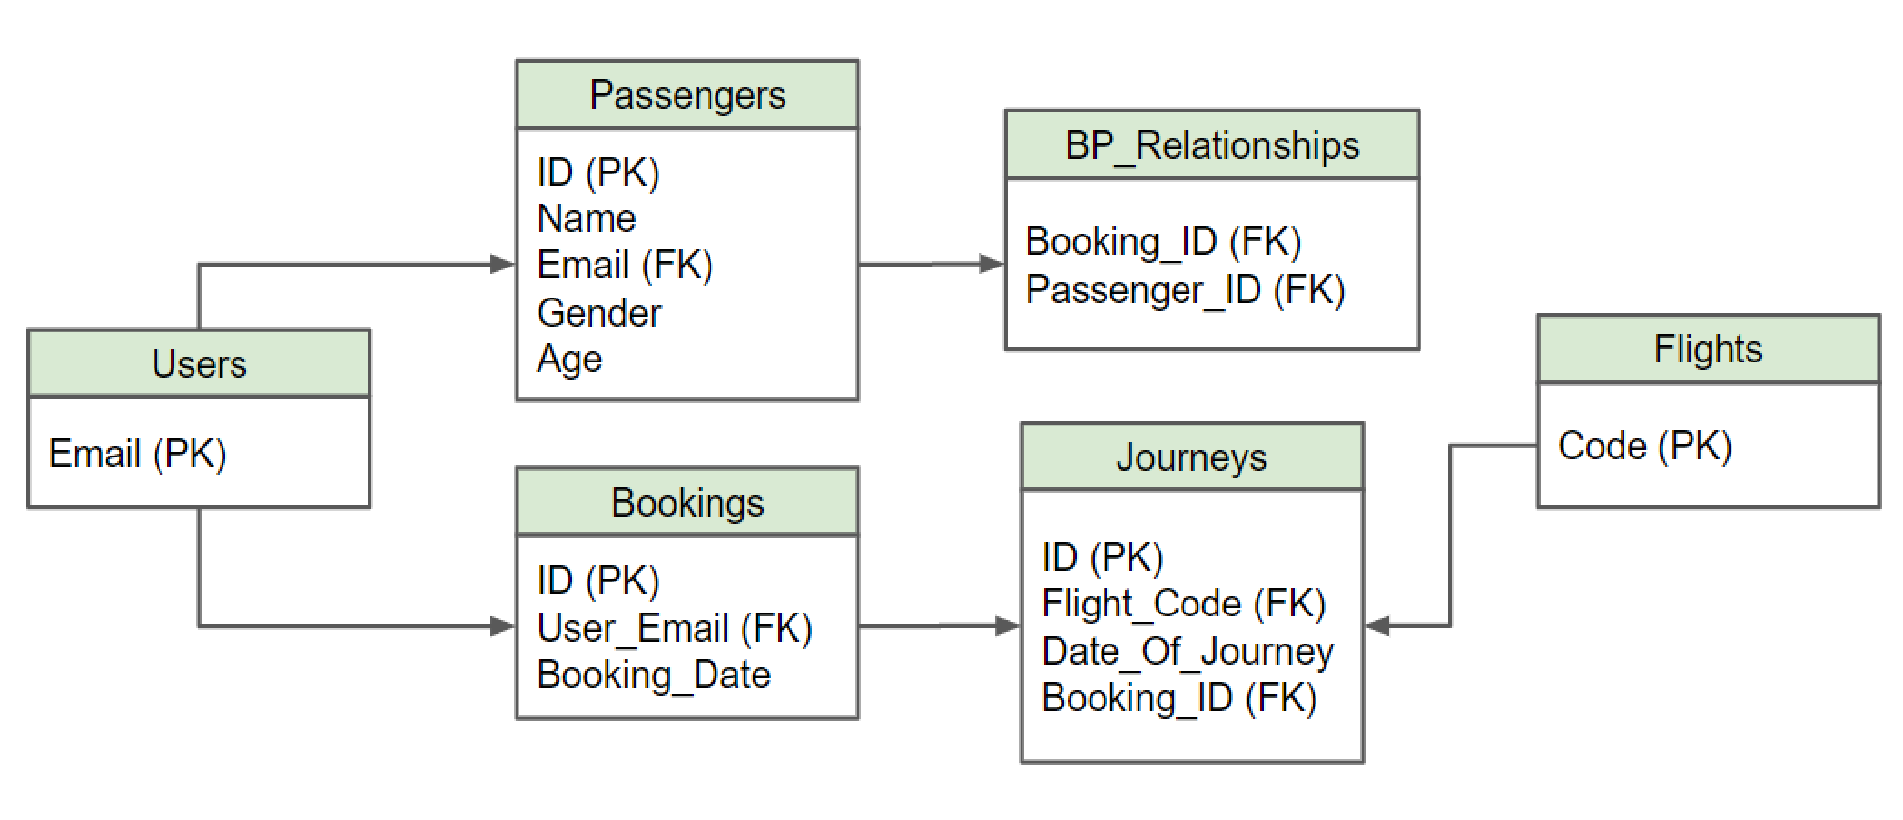 Passengers
ID (PK)
Name
Email (FK)
Gender
Age
BP_Relationships
Booking_ID (FK)
Passenger_ID (FK)
Users
Email (PK)
Flights
Code (PK)
Bookings
ID (PK)
User_Email (FK)
Booking_Date
Journeys
ID (PK)
Flight_Code (FK)
Date_Of_Journey
Booking_ID (FK)